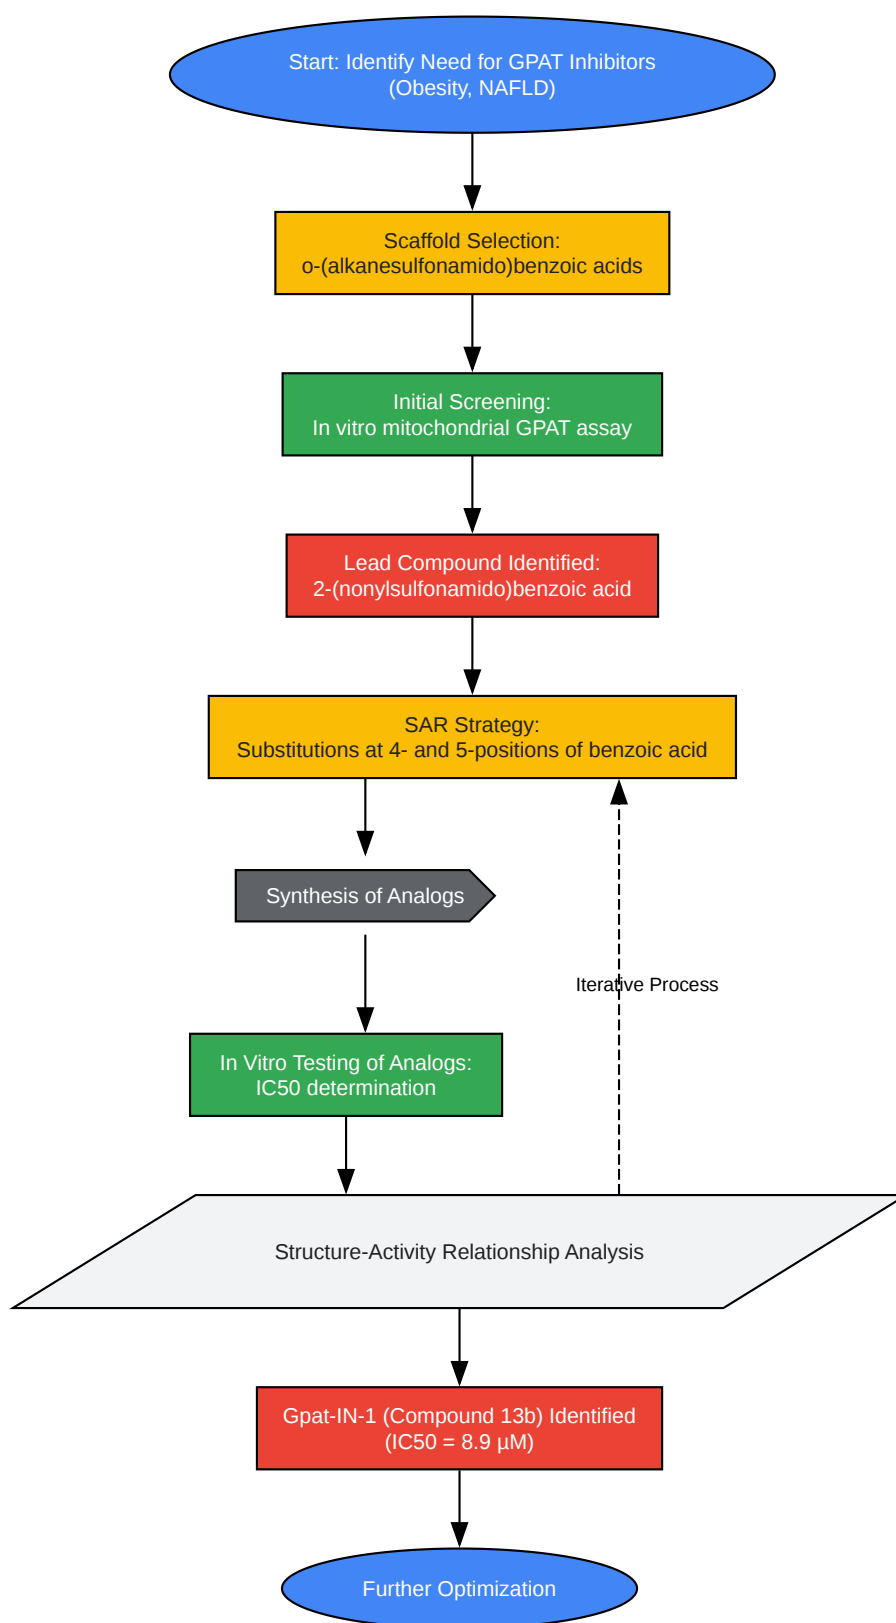 Start: Identify Need for GPAT Inhibitors
(Obesity, NAFLD)
Scaffold Selection:
o-(alkanesulfonamido)benzoic acids
Initial Screening:
In vitro mitochondrial GPAT assay
Lead Compound Identified:
2-(nonylsulfonamido)benzoic acid
SAR Strategy:
Substitutions at 4- and 5-positions of benzoic acid
Synthesis of Analogs
Iterative Process
In Vitro Testing of Analogs:
IC50 determination
Structure-Activity Relationship Analysis
Gpat-IN-1 (Compound 13b) Identified
(IC50 = 8.9 µM)
Further Optimization